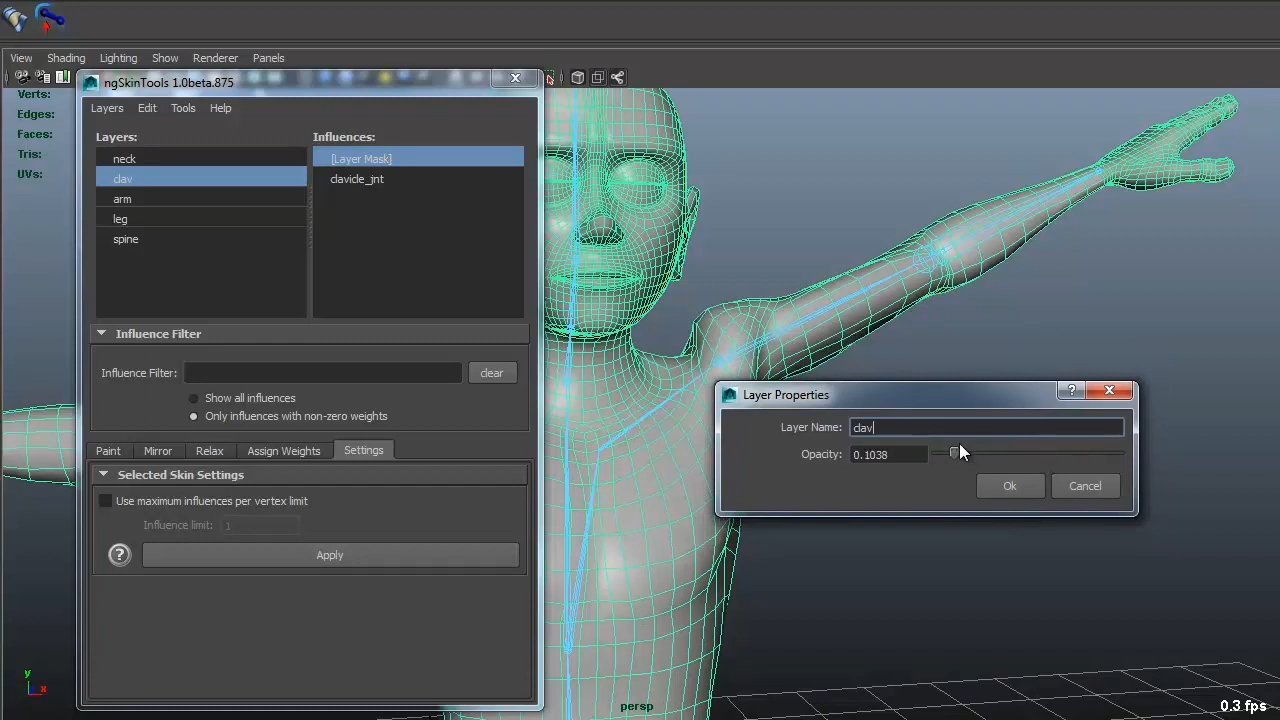 View Shading Lighting Show Renderer Panels
ngSkinTools 1.0beta.875
Verts:
Edges:
Faces:
Tris:
UVs:
Layers Edit Tools Help
Layers: Influences:
neck
clav
arm
leg
spine
[Layer Mask]
clavicle_jnt
Influence Filter
Influence Filter: clear
Show all influences
Only influences with non-zero weights
Paint Mirror Relax Assign Weights Settings
Selected Skin Settings
Use maximum influences per vertex limit
Influence limit: 1
? Apply
Layer Properties ?
Layer Name: clav
Opacity: 0.1038
Ok Cancel
y
x
persp
0.3 fps